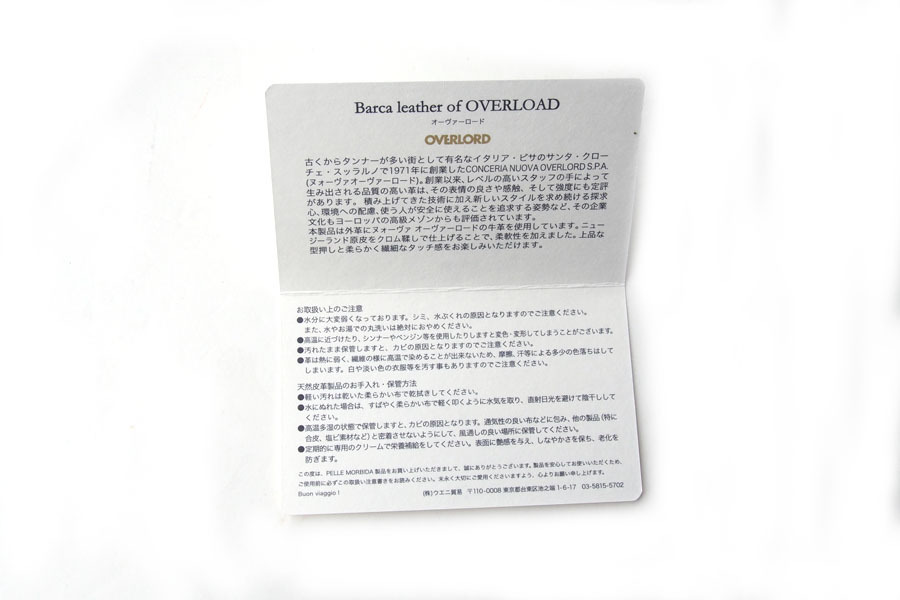 Barca leather of OVERLOAD
オーヴァーロード
OVERLORD
古くからタンナーが多い街として有名なイタリア・ピサのサンタ・クロー
チェ・スッラルノで1971年に創業したCONCERIA NUOVA OVERLORD S.P.A.
(ヌォーヴァオーヴァーロード)。創業以来、レベルの高いスタッフの手によって
生み出される品質の高い革は、その表情の良さや感触、そして強度にも定評
があります。 積み上げてきた技術に加え新しいスタイルを求め続ける探求
心、環境への配慮、使う人が安全に使えることを追求する姿勢など、その企業
文化もヨーロッパの高級メゾンからも評価されています。
本製品は外革にヌォーヴァ オーヴァーロードの牛革を使用しています。ニュー
ジーランド原皮をクロム鞣しで仕上げることで、柔軟性を加えました。上品な
型押しと柔らかく繊細なタッチ感をお楽しみいただけます。
お取扱い上のご注意
●水分に大変弱くなっております。シミ、水ぶくれの原因となりますのでご注意ください。
また、水やお湯での丸洗いは絶対におやめください。
●高温に近づけたり、シンナーやベンジン等を使用したりしますと変色・変形してしまうことがございます。
●汚れたまま保管しますと、カビの原因となりますのでご注意ください。
●革は熱に弱く、繊維の様に高温で染めることが出来ないため、摩擦、汗等による多少の色落ちはして
しまいます。白や淡い色の衣服等を汚す事もありますのでご注意ください。
天然皮革製品のお手入れ・保管方法
●軽い汚れは乾いた柔らかい布で乾拭きしてください。
●水にぬれた場合は、すばやく柔らかい布で軽く叩くように水気を取り、直射日光を避けて陰干しして
ください。
●高温多湿の状態で保管しますと、カビの原因となります。通気性の良い布などに包み、他の製品(特に
合皮、塩ビ素材など)と密着させないようにして、風通しの良い場所に保管してください。
●定期的に専用のクリームで栄養補給をしてください。表面に艶感を与え、しなやかさを保ち、老化を
防ぎます。
この度は、PELLE MORBIDA 製品をお買い上げいただきまして、誠にありがとうございます。製品を安心してお使いいただくため、
ご使用前に必ずこの取扱い注意書きをお読みください。末永く大切にご愛用くださいますよう、心よりお願い申し上げます。
Buon viaggio!
(株)ウエニ貿易 〒110-0008 東京都台東区池之端 1-6-17 03-5815-5702